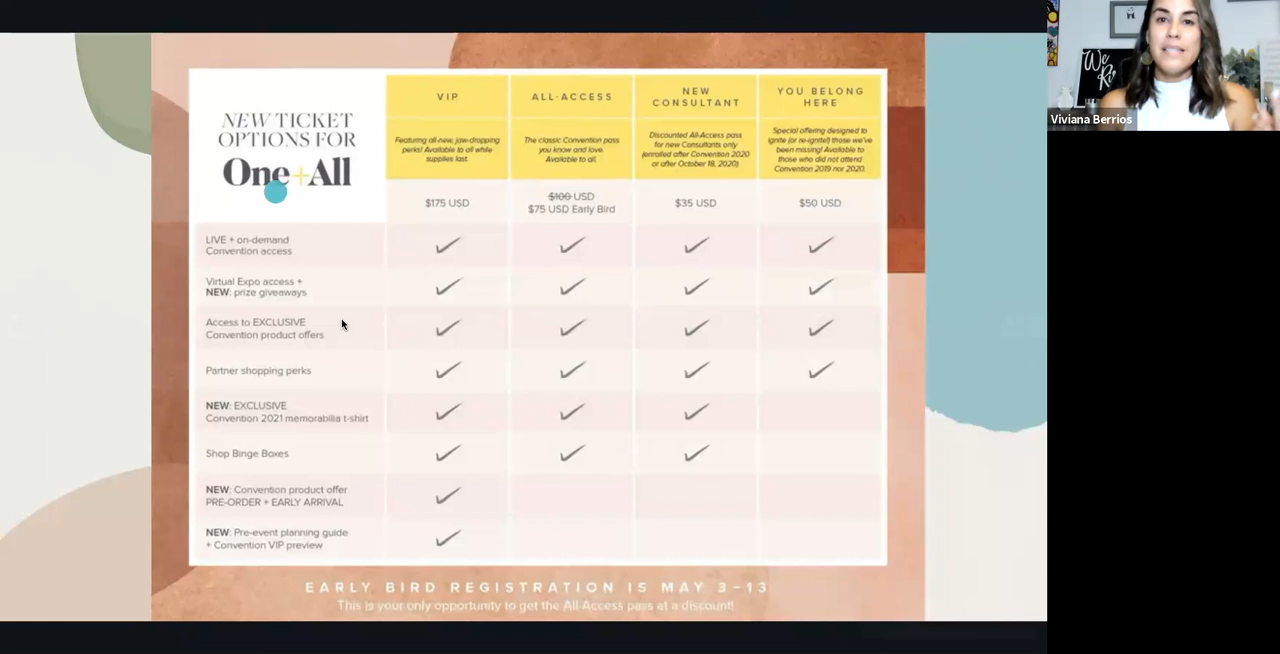 NEW TICKET
OPTIONS FOR
One+All
VIP
ALL-ACCESS
NEW
CONSULTANT
YOU BELONG
HERE
Featuring all-new, jaw-dropping
perks! Available to all while
supplies last.
The classic Convention pass
you know and love.
Available to all.
Discounted All-Access pass
for new Consultants only
(enrolled after Convention 2020
or after October 18, 2020)
Special offering designed to
ignite (or re-ignite!) those we've
been missing! Available to
those who did not attend
Convention 2019 nor 2020.
$175 USD
$100 USD
$75 USD Early Bird
$35 USD
$50 USD
LIVE + on-demand
Convention access
Virtual Expo access +
NEW: prize giveaways
Access to EXCLUSIVE
Convention product offers
Partner shopping perks
NEW: EXCLUSIVE
Convention 2021 memorabilia t-shirt
Shop Binge Boxes
NEW: Convention product offer
PRE-ORDER + EARLY ARRIVAL
NEW: Pre-event planning guide
+ Convention VIP preview
EARLY BIRD REGISTRATION IS MAY 3-13
This is your only opportunity to get the All-Access pass at a discount!
We
Viviana Berrios